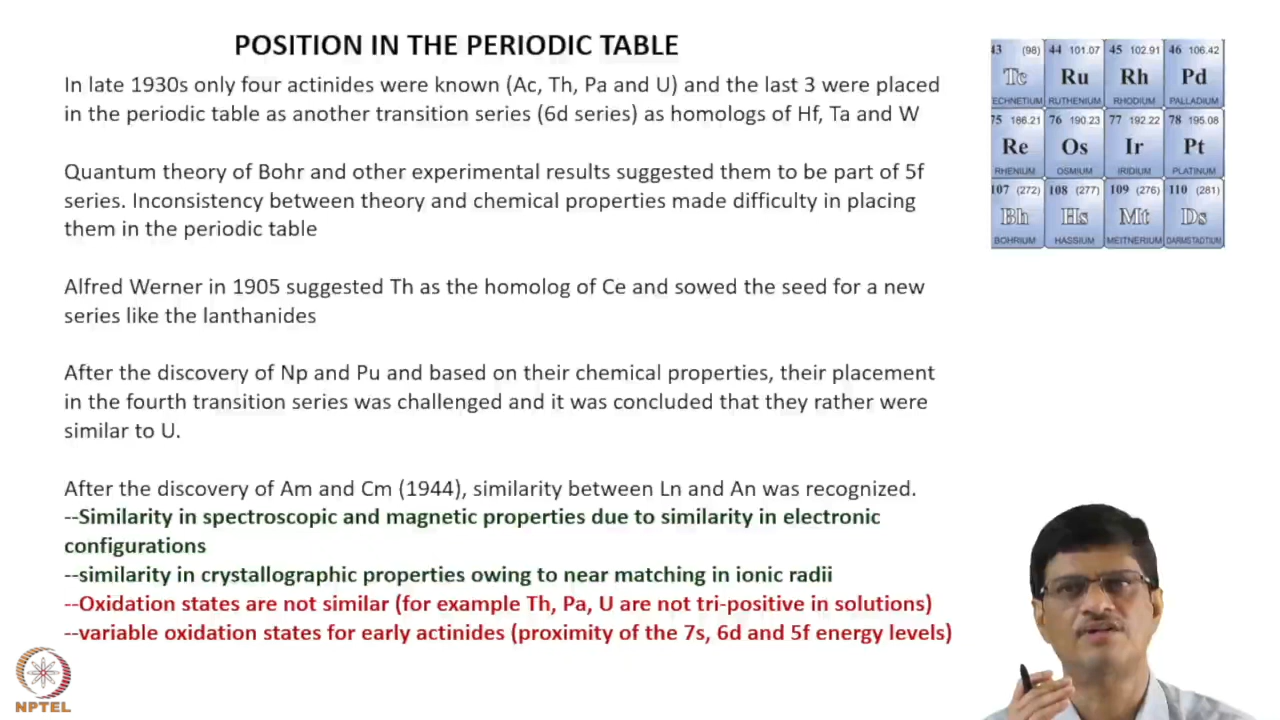 POSITION IN THE PERIODIC TABLE
In late 1930s only four actinides were known (Ac, Th, Pa and U) and the last 3 were placed
in the periodic table as another transition series (6d series) as homologs of Hf, Ta and W
Quantum theory of Bohr and other experimental results suggested them to be part of 5f
series. Inconsistency between theory and chemical properties made difficulty in placing
them in the periodic table
Alfred Werner in 1905 suggested Th as the homolog of Ce and sowed the seed for a new
series like the lanthanides
After the discovery of Np and Pu and based on their chemical properties, their placement
in the fourth transition series was challenged and it was concluded that they rather were
similar to U.
After the discovery of Am and Cm (1944), similarity between Ln and An was recognized.
--Similarity in spectroscopic and magnetic properties due to similarity in electronic
configurations
--similarity in crystallographic properties owing to near matching in ionic radii
--Oxidation states are not similar (for example Th, Pa, U are not tri-positive in solutions)
--variable oxidation states for early actinides (proximity of the 7s, 6d and 5f energy levels)
43 (98) 44 101.07 45 102.91 46 106.42
Tc Ru Rh Pd
ECHNETIUM RUTHENIUM RHODIUM PALLADIUM
75 186.21 76 190.23 77 192.22 78 195.08
Re Os Ir Pt
RHENIUM OSMIUM IRIDIUM PLATINUM
107 (272) 108 (277) 109 (276) 110 (281)
Bh Hs Mt Ds
BOHRIUM HASSIUM MEITNERIUM DARMSTADTIUM
NPTEL